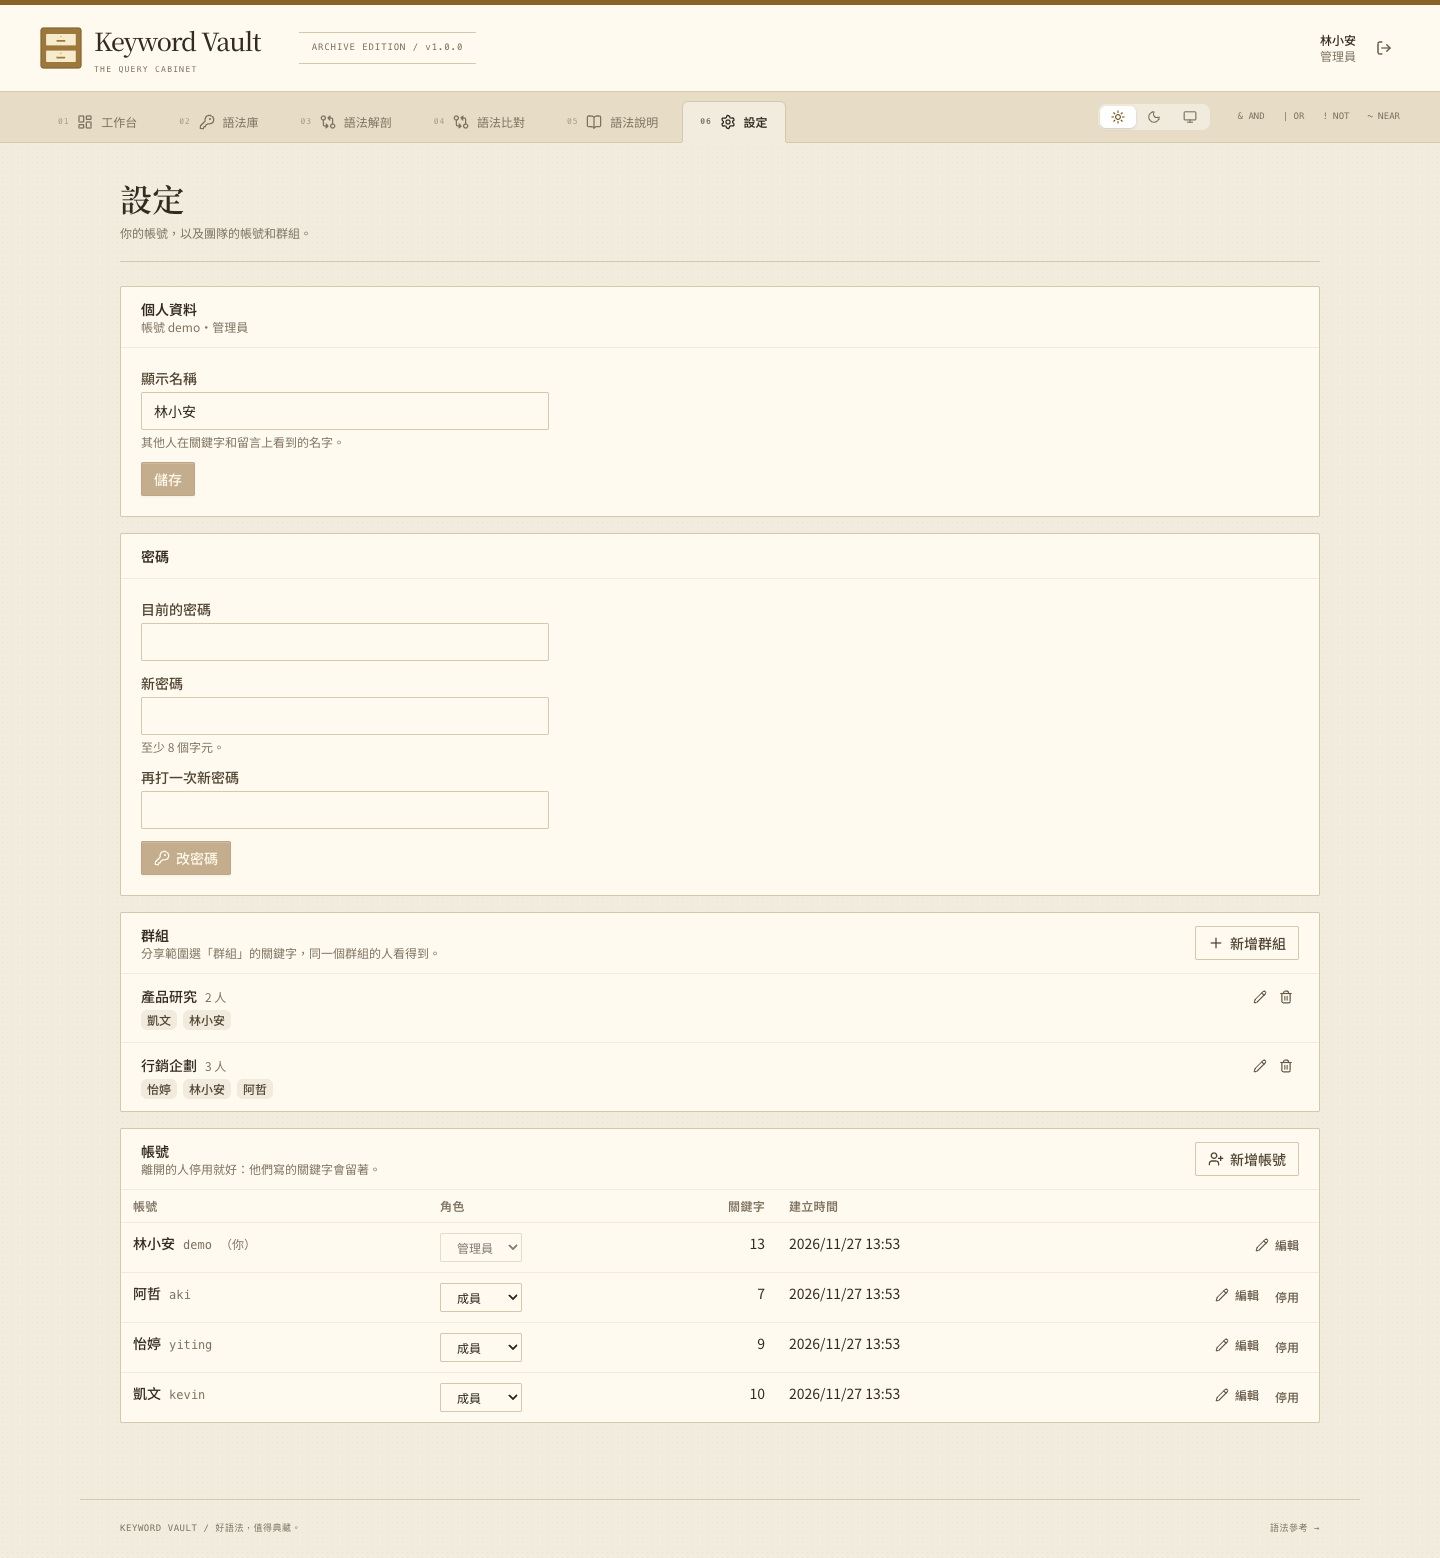 Keyword Vault
THE QUERY CABINET
ARCHIVE EDITION / v1.0.0
林小安
管理員
01 工作台
02 語法庫
03 語法解剖
04 語法比對
05 語法說明
06 設定
& AND | OR ! NOT ~ NEAR
設定
你的帳號，以及團隊的帳號和群組。
個人資料
帳號 demo・管理員
顯示名稱
林小安
其他人在關鍵字和留言上看到的名字。
儲存
密碼
目前的密碼
新密碼
至少 8 個字元。
再打一次新密碼
改密碼
群組
分享範圍選「群組」的關鍵字，同一個群組的人看得到。
新增群組
產品研究 2 人
凱文 林小安
行銷企劃 3 人
怡婷 林小安 阿哲
帳號
離開的人停用就好：他們寫的關鍵字會留著。
新增帳號
帳號 角色 關鍵字 建立時間
林小安 demo （你） 管理員 13 2026/11/27 13:53 編輯
阿哲 aki 成員 7 2026/11/27 13:53 編輯 停用
怡婷 yiting 成員 9 2026/11/27 13:53 編輯 停用
凱文 kevin 成員 10 2026/11/27 13:53 編輯 停用
KEYWORD VAULT / 好語法，值得典藏。
語法參考 →